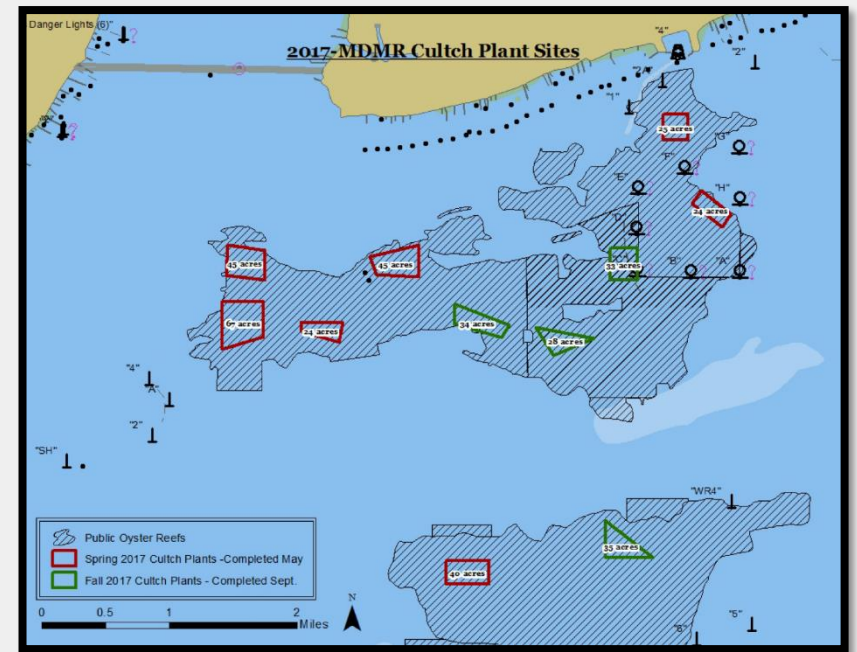 Danger Lights (6)"
2017-MDMR Cultch Plant Sites
"4"
"2"
"2A"
"1"
25 acres
"G"
"F"
"E"
"H"
24 acres
"D"
45 acres
45 acres
33 acres
"B"
"A"
67 acres
24 acres
34 acres
28 acres
"4"
"A"
"2"
"SH"
"WR4"
35 acres
40 acres
"5"
"6"
Public Oyster Reefs
Spring 2017 Cultch Plants -Completed May
Fall 2017 Cultch Plants - Completed Sept.
N
0 0.5 1 2
Miles